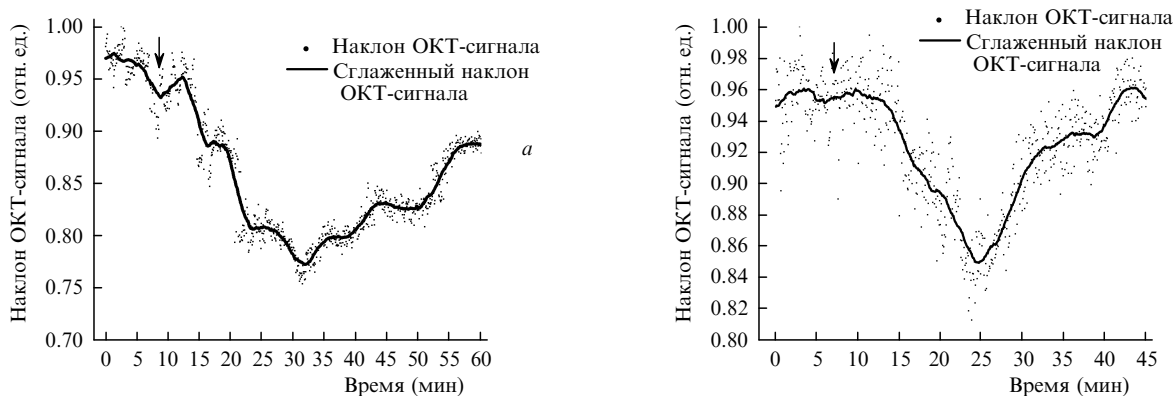 Наклон ОКТ-сигнала (отн. ед.)
1.00
0.95
0.90
0.85
0.80
0.75
0.70
0 5 10 15 20 25 30 35 40 45 50 55 60
Время (мин)
Наклон ОКТ-сигнала
Сглаженный наклон
ОКТ-сигнала
а
Наклон ОКТ-сигнала (отн. ед.)
1.00
0.98
0.96
0.94
0.92
0.90
0.88
0.86
0.84
0.82
0.80
0 5 10 15 20 25 30 35 40 45
Время (мин)
Наклон ОКТ-сигнала
Сглаженный наклон
ОКТ-сигнала